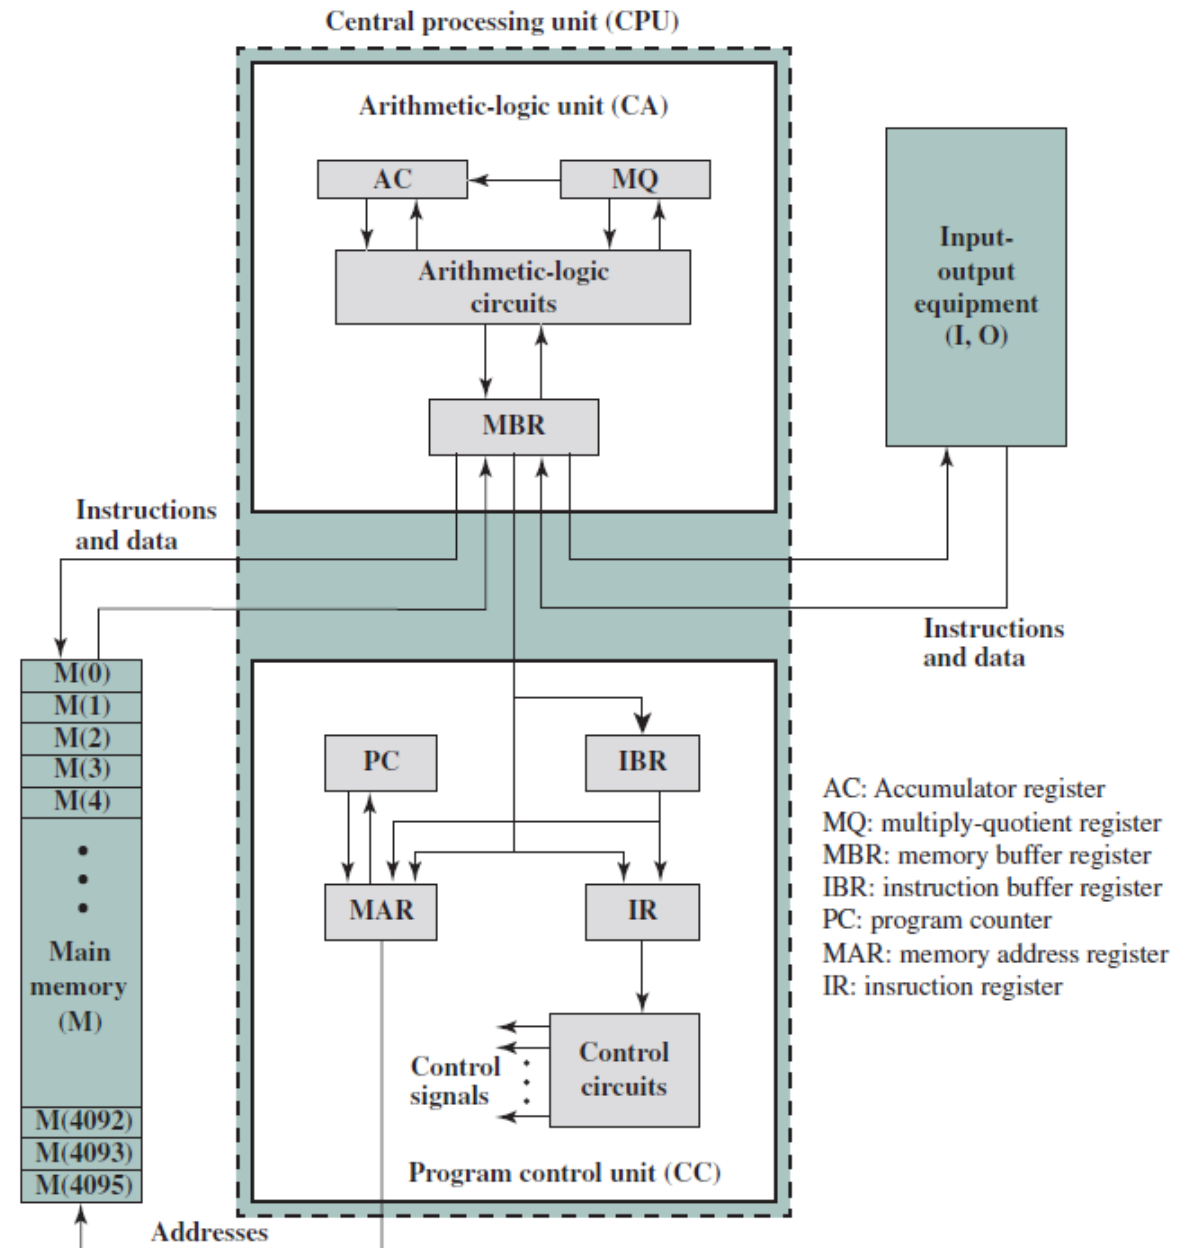 Central processing unit (CPU)
Arithmetic-logic unit (CA)
AC
MQ
Arithmetic-logic
circuits
MBR
Input-
output
equipment
(I, O)
Instructions
and data
Instructions
and data
M(0)
M(1)
M(2)
M(3)
M(4)
Main
memory
(M)
M(4092)
M(4093)
M(4095)
PC
IBR
MAR
IR
Control
signals
Control
circuits
Program control unit (CC)
Addresses
AC: Accumulator register
MQ: multiply-quotient register
MBR: memory buffer register
IBR: instruction buffer register
PC: program counter
MAR: memory address register
IR: insruction register